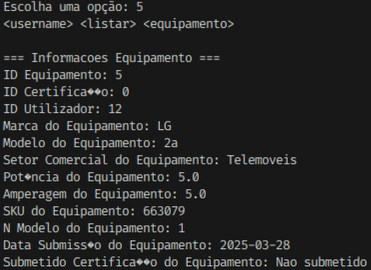 Escolha uma opção: 5
<username> <listar> <equipamento>
=== Informacoes Equipamento ===
ID Equipamento: 5
ID Certifica��o: 0
ID Utilizador: 12
Marca do Equipamento: LG
Modelo do Equipamento: 2a
Setor Comercial do Equipamento: Telemoveis
Pot�ncia do Equipamento: 5.0
Amperagem do Equipamento: 5.0
SKU do Equipamento: 663079
N Modelo do Equipamento: 1
Data Submiss�o do Equipamento: 2025-03-28
Submetido Certifica��o do Equipamento: Nao submetido